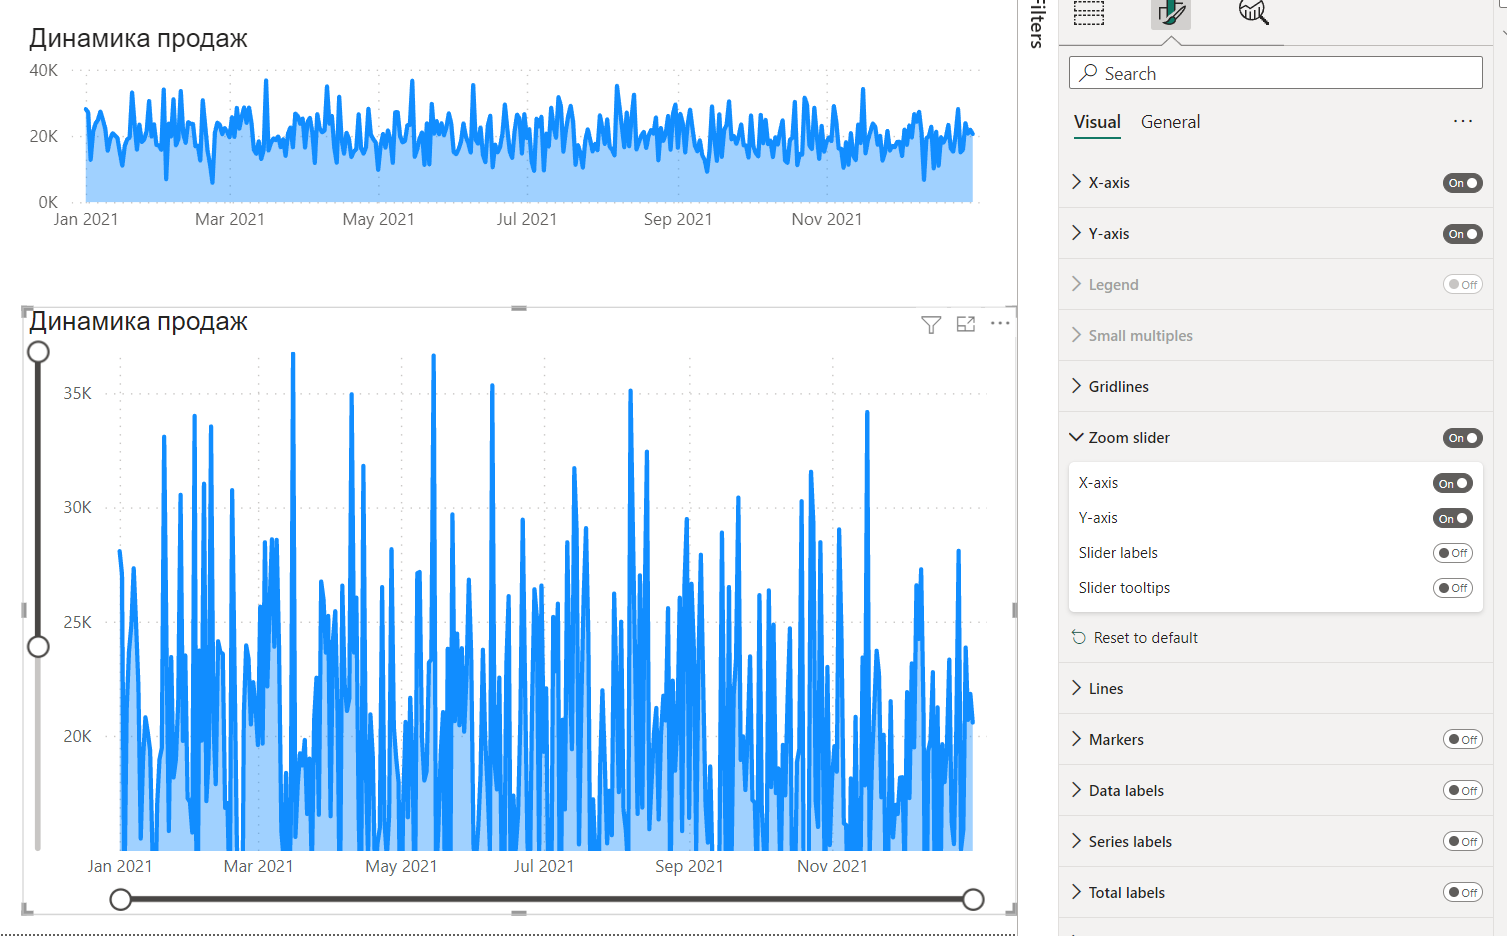 Динамика продаж
40K
20K
0K
Jan 2021 Mar 2021 May 2021 Jul 2021 Sep 2021 Nov 2021
Динамика продаж
35K
30K
25K
20K
Jan 2021 Mar 2021 May 2021 Jul 2021 Sep 2021 Nov 2021
Filters
Search
Visual General
X-axis On
Y-axis On
Legend Off
Small multiples
Gridlines
Zoom slider On
X-axis On
Y-axis On
Slider labels Off
Slider tooltips Off
Reset to default
Lines
Markers Off
Data labels Off
Series labels Off
Total labels Off